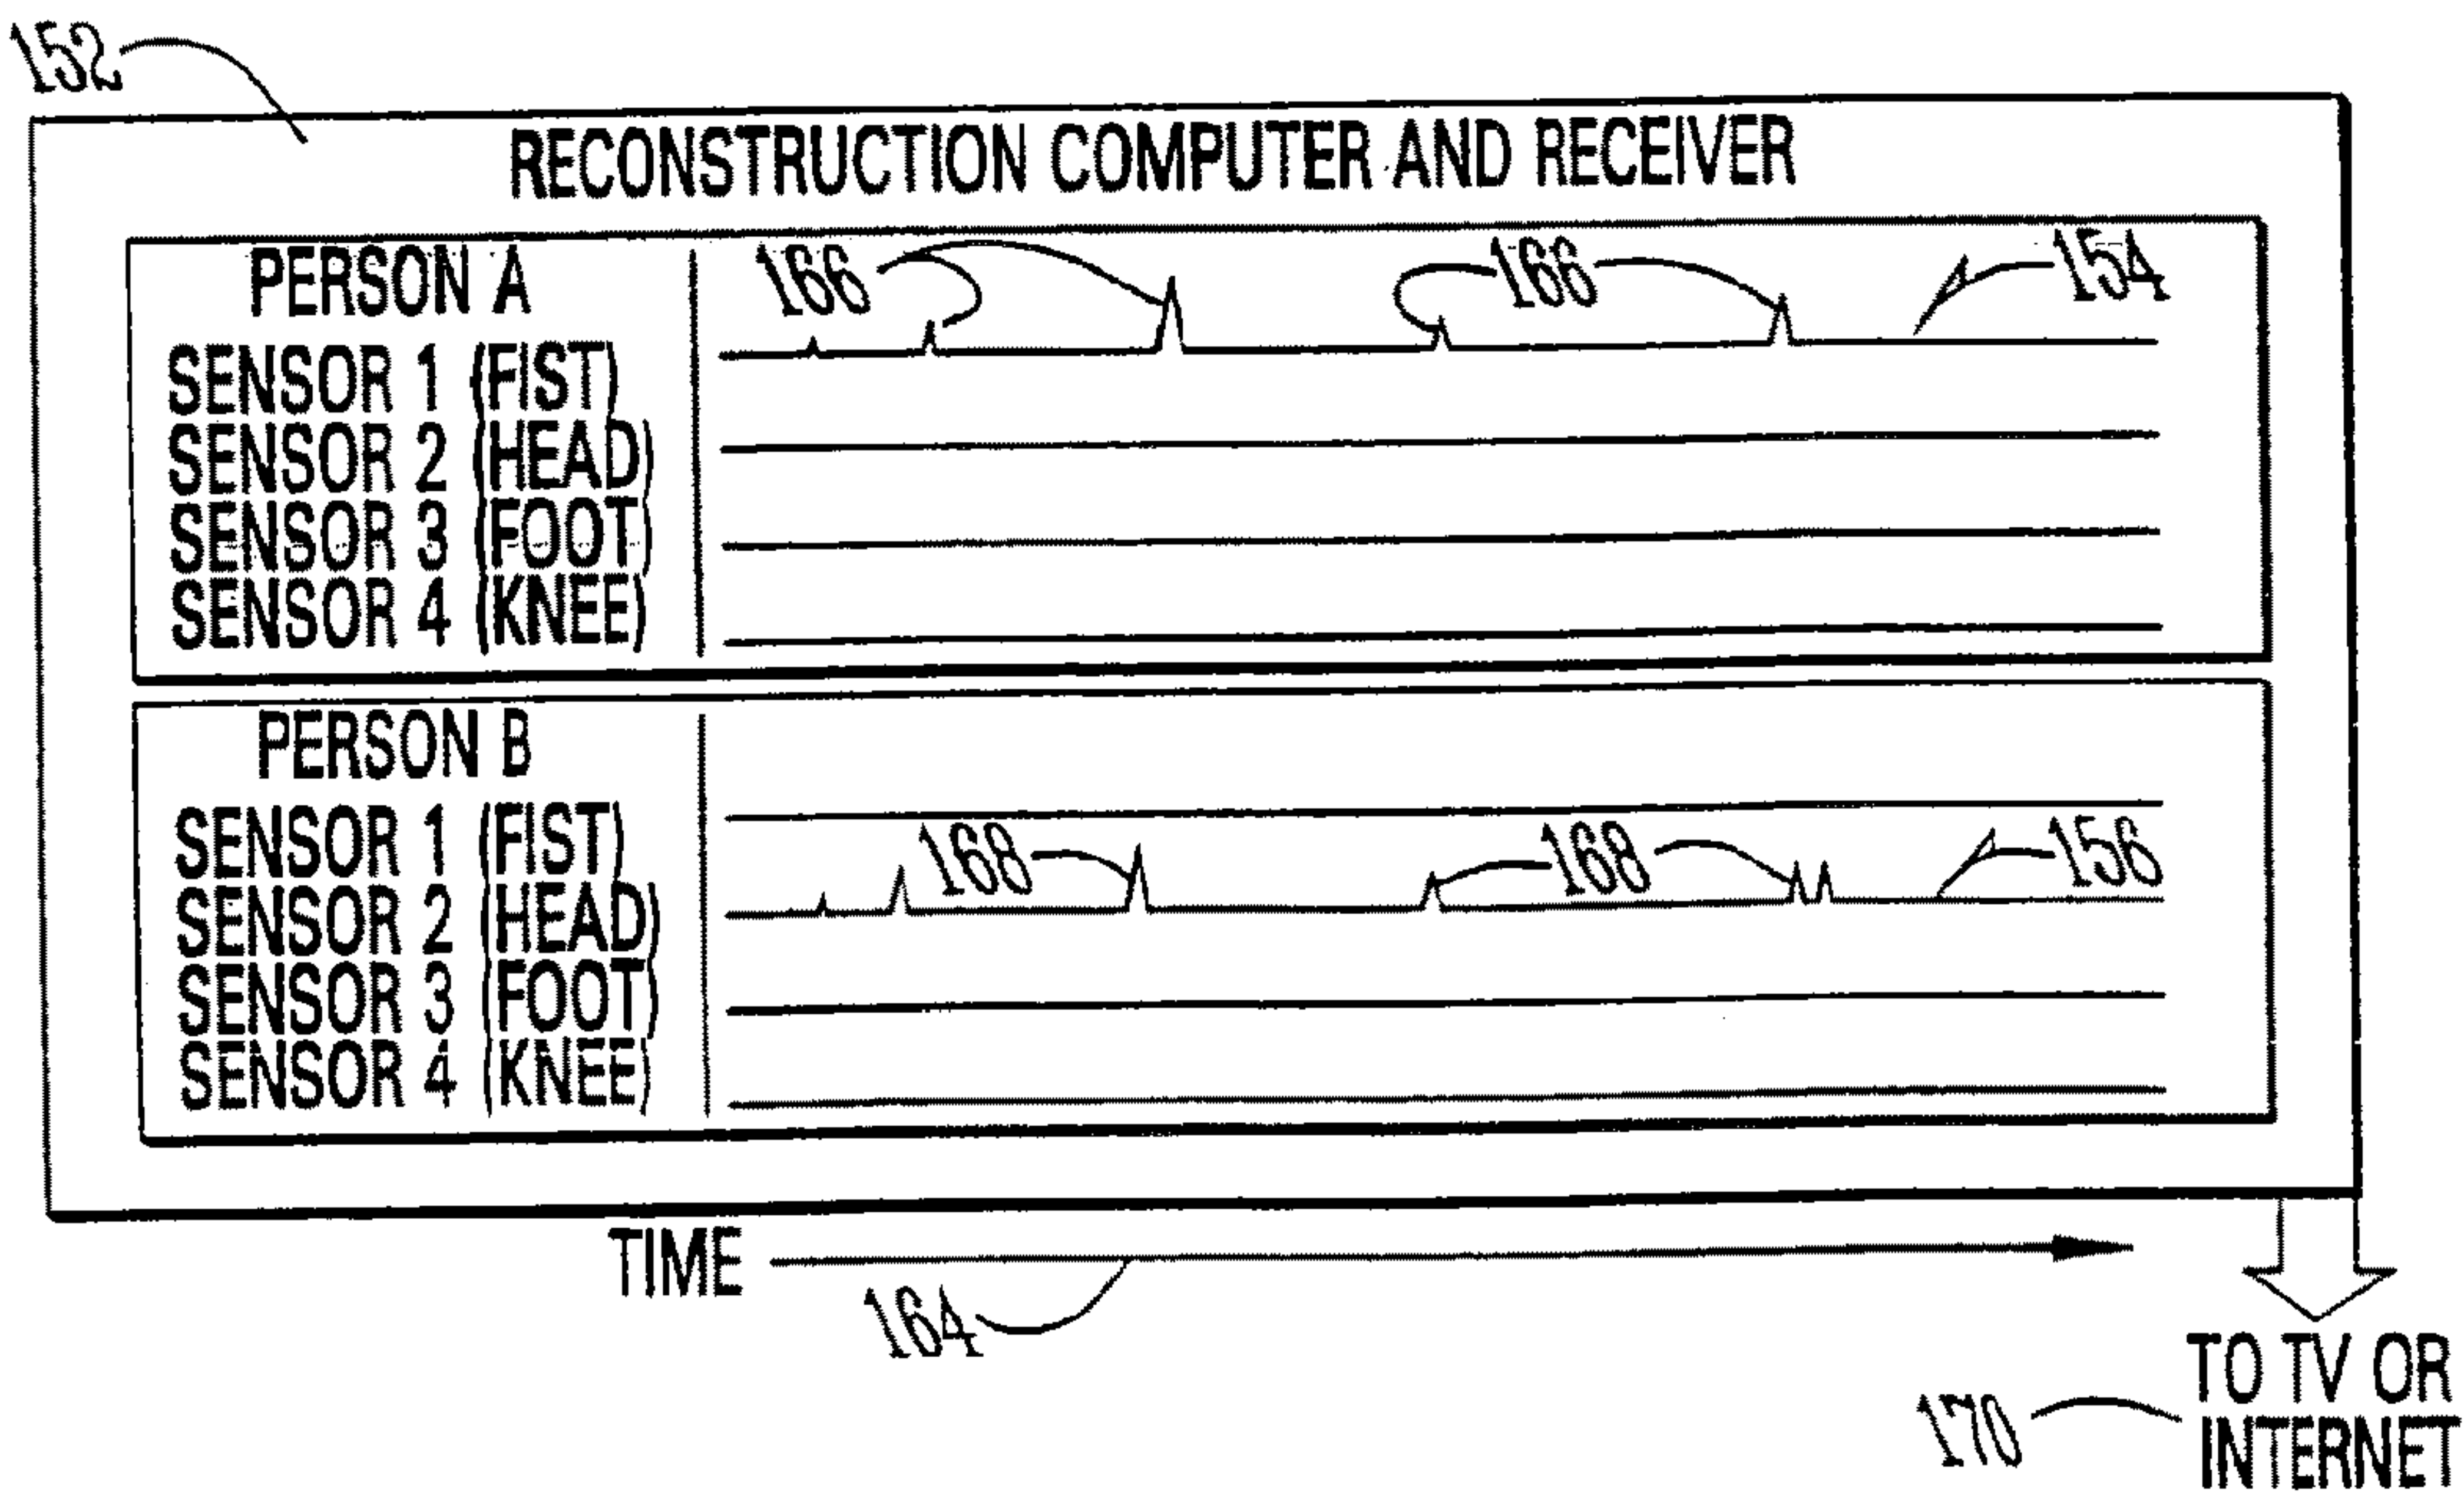 152
RECONSTRUCTION COMPUTER AND RECEIVER
PERSON A
166
166
154
SENSOR 1 (FIST)
SENSOR 2 (HEAD)
SENSOR 3 (FOOT)
SENSOR 4 (KNEE)
PERSON B
SENSOR 1 (FIST)
168
168
156
SENSOR 2 (HEAD)
SENSOR 3 (FOOT)
SENSOR 4 (KNEE)
TIME
164
TO TV OR
170
INTERNET